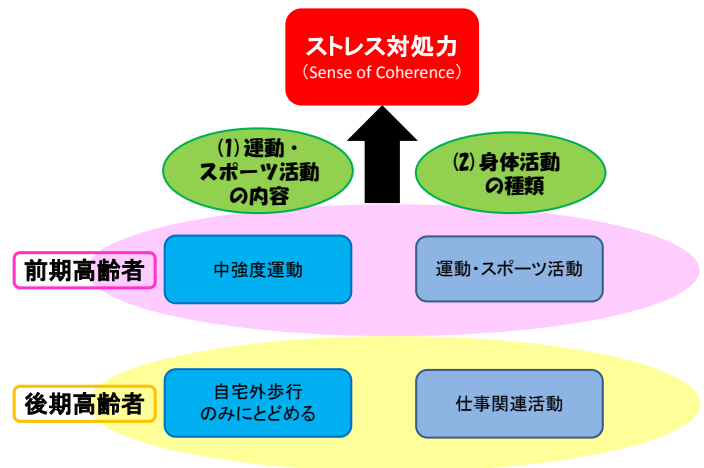 ストレス対処力
（Sense of Coherence）
(1) 運動・
スポーツ活動
の内容
(2) 身体活動
の種類
前期高齢者
中強度運動
運動・スポーツ活動
後期高齢者
自宅外歩行
のみにとどめる
仕事関連活動